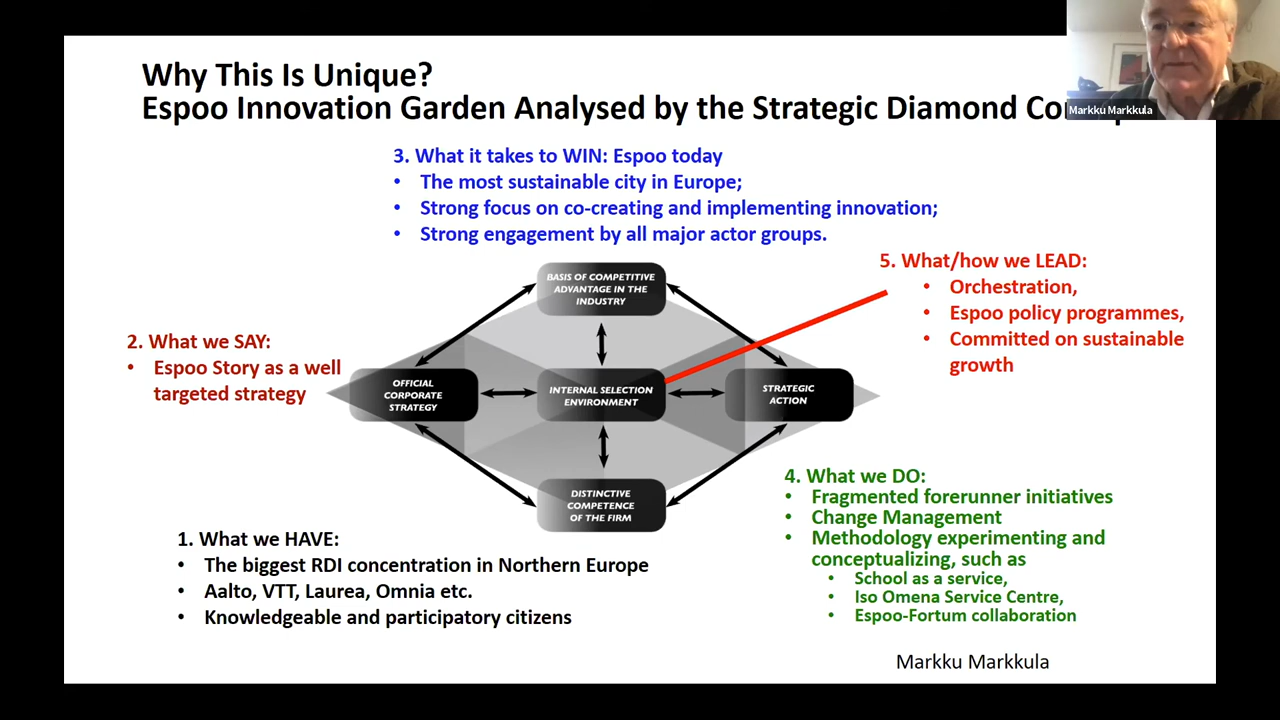 Why This Is Unique?
Espoo Innovation Garden Analysed by the Strategic Diamond
Markku Markkula
3. What it takes to WIN: Espoo today
• The most sustainable city in Europe;
• Strong focus on co-creating and implementing innovation;
• Strong engagement by all major actor groups.
5. What/how we LEAD:
• Orchestration,
• Espoo policy programmes,
• Committed on sustainable
growth
BASIS OF COMPETITIVE
ADVANTAGE IN THE
INDUSTRY
2. What we SAY:
• Espoo Story as a well
targeted strategy
OFFICIAL
CORPORATE
STRATEGY
INTERNAL SELECTION
ENVIRONMENT
STRATEGIC
ACTION
DISTINCTIVE
COMPETENCE
OF THE FIRM
4. What we DO:
• Fragmented forerunner initiatives
• Change Management
• Methodology experimenting and
conceptualizing, such as
• School as a service,
• Iso Omena Service Centre,
• Espoo-Fortum collaboration
1. What we HAVE:
• The biggest RDI concentration in Northern Europe
• Aalto, VTT, Laurea, Omnia etc.
• Knowledgeable and participatory citizens
Markku Markkula